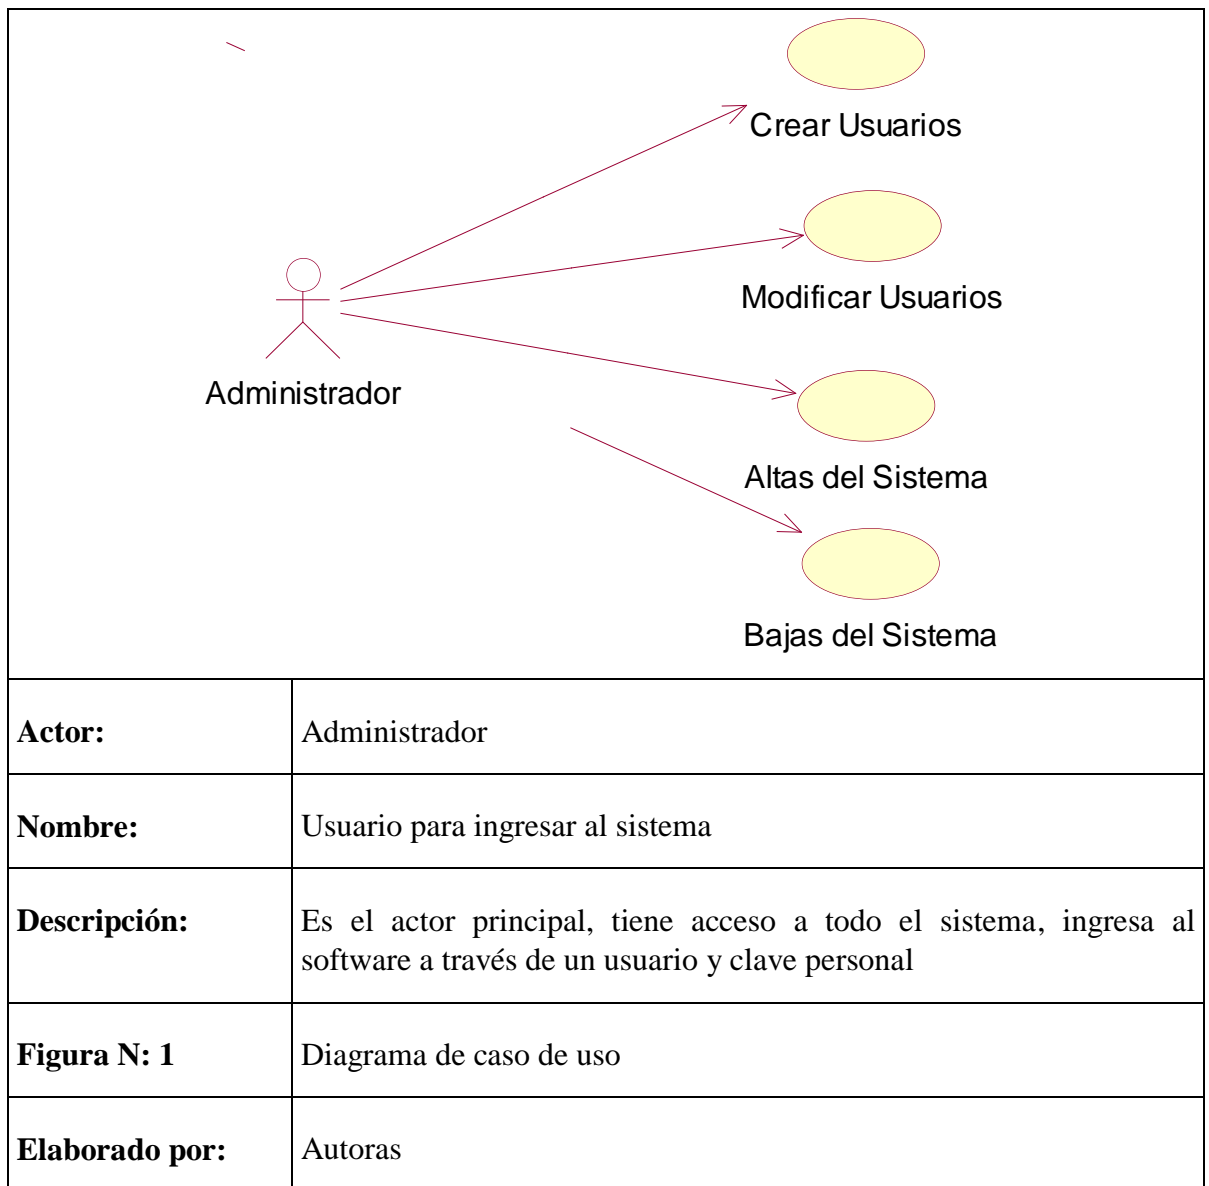 Crear Usuarios
Modificar Usuarios
Administrador
Altas del Sistema
Bajas del Sistema
Actor: Administrador
Nombre: Usuario para ingresar al sistema
Descripción: Es el actor principal, tiene acceso a todo el sistema, ingresa al
software a través de un usuario y clave personal
Figura N: 1 Diagrama de caso de uso
Elaborado por: Autoras